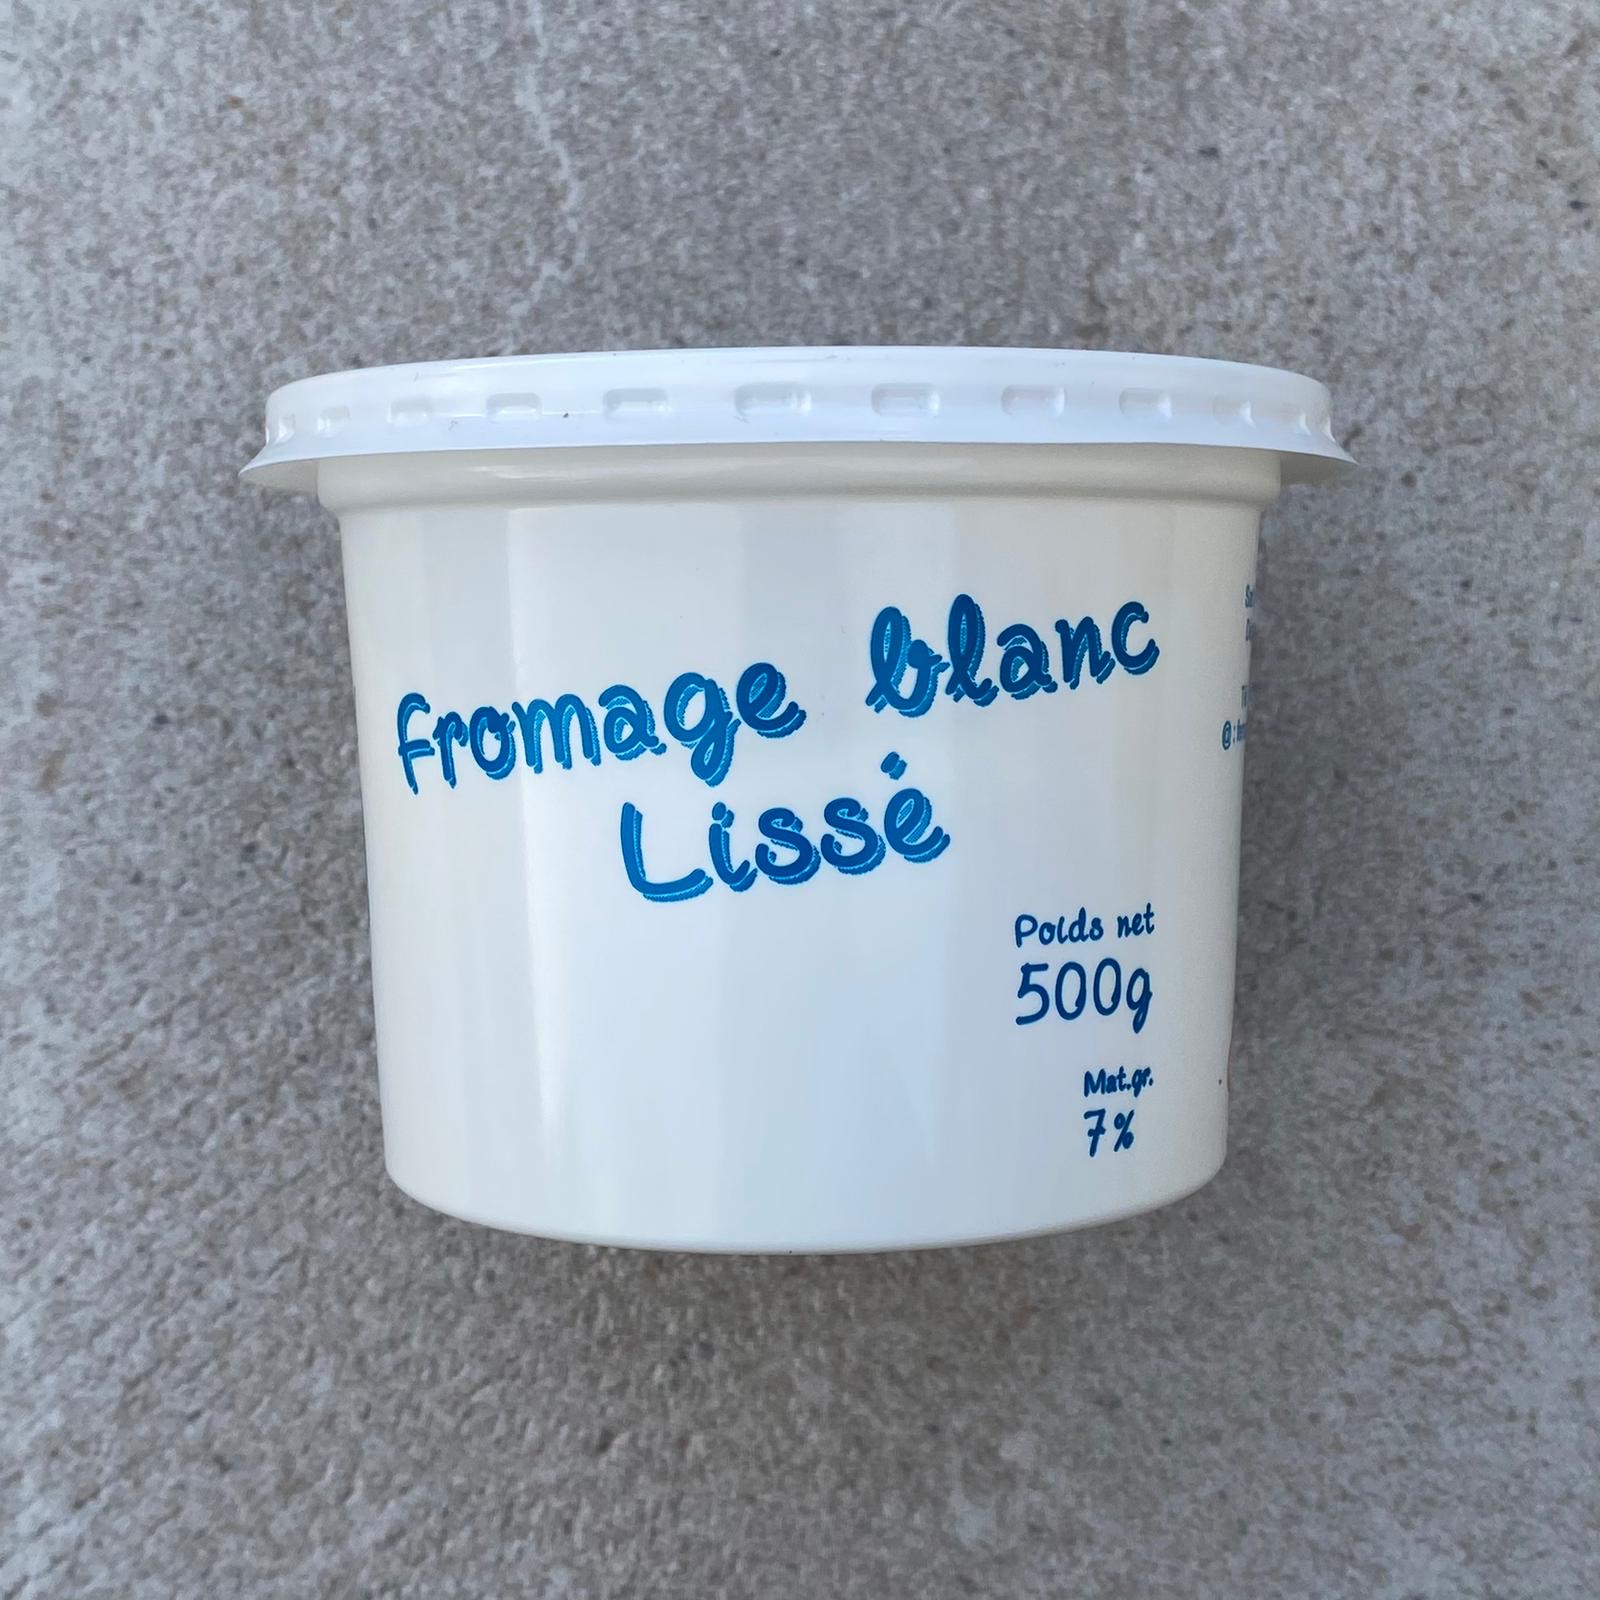 fromage blanc
Lissé
Poids net
500g
Mat.gr.
7%